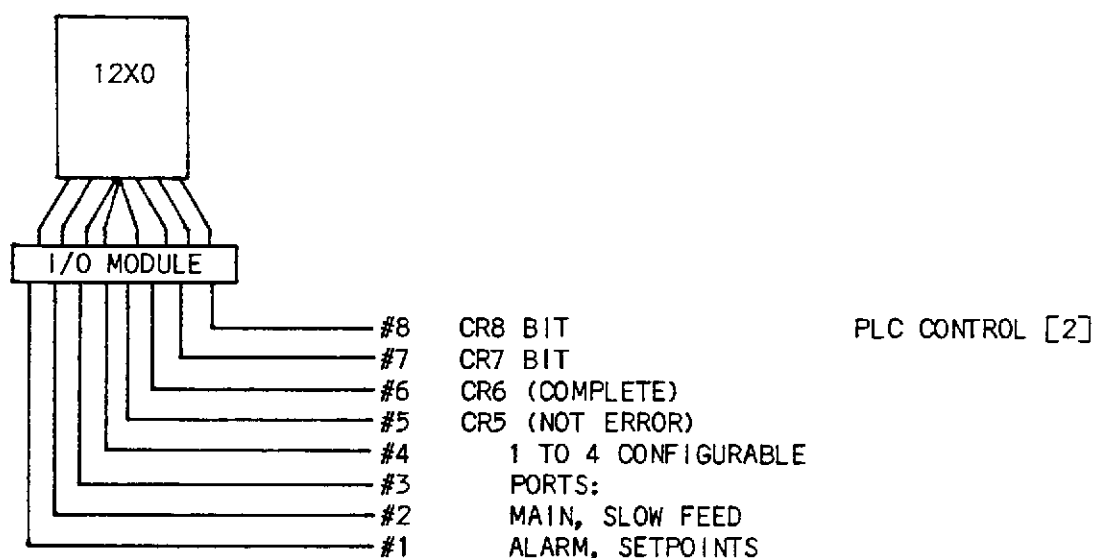 12X0
I/O MODULE
#8 CR8 BIT PLC CONTROL [2]
#7 CR7 BIT
#6 CR6 (COMPLETE)
#5 CR5 (NOT ERROR)
#4 1 TO 4 CONFIGURABLE
#3 PORTS:
#2 MAIN, SLOW FEED
#1 ALARM, SETPOINTS